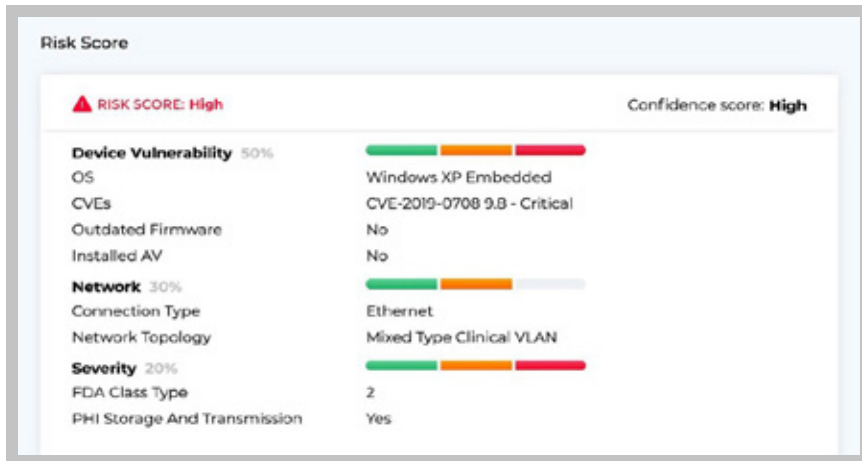 Risk Score
RISK SCORE: High Confidence score: High
Device Vulnerability 50%
OS Windows XP Embedded
CVEs CVE-2019-0708 9.8 - Critical
Outdated Firmware No
Installed AV No
Network 30%
Connection Type Ethernet
Network Topology Mixed Type Clinical VLAN
Severity 20%
FDA Class Type 2
PHI Storage And Transmission Yes